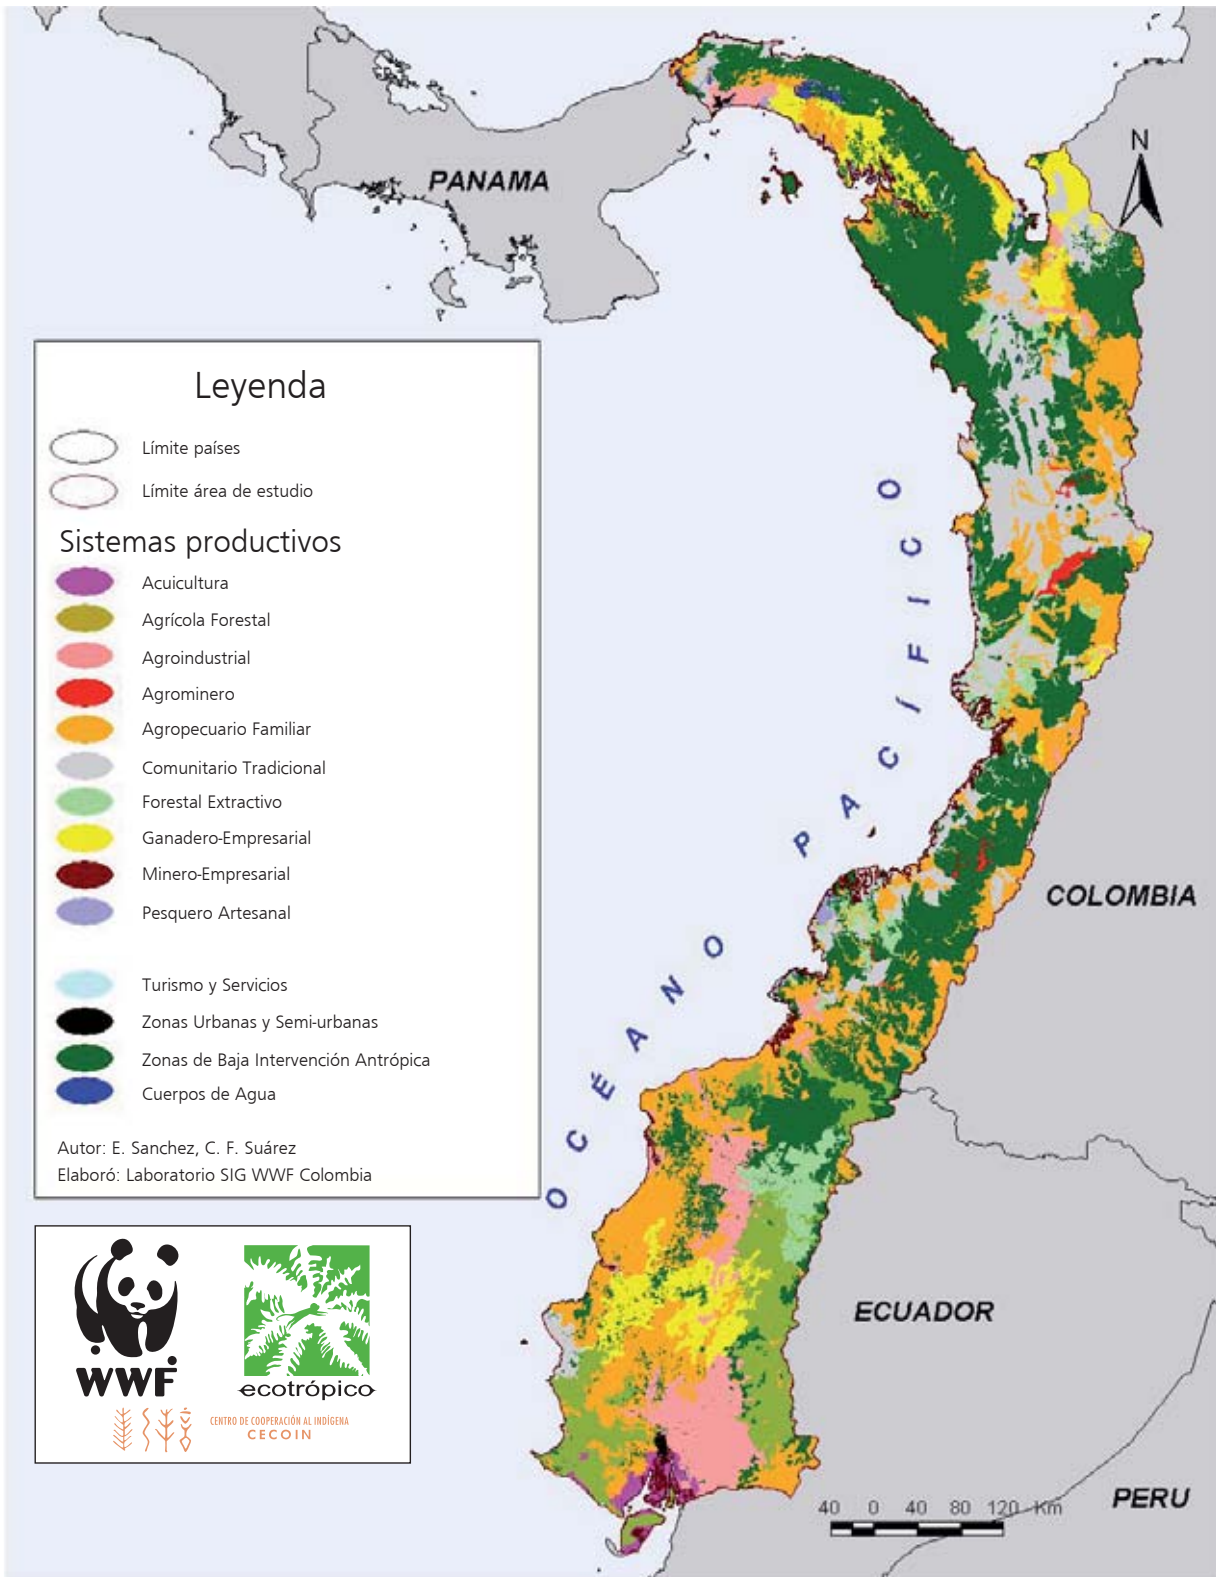 PANAMA
N
Leyenda
Límite países
Límite área de estudio
Sistemas productivos
Acuicultura
Agrícola Forestal
Agroindustrial
Agrominero
Agropecuario Familiar
Comunitario Tradicional
Forestal Extractivo
Ganadero-Empresarial
Minero-Empresarial
Pesquero Artesanal
Turismo y Servicios
Zonas Urbanas y Semi-urbanas
Zonas de Baja Intervención Antrópica
Cuerpos de Agua
Autor: E. Sanchez, C. F. Suárez
Elaboró: Laboratorio SIG WWF Colombia
OCÉANO PACÍFICO
COLOMBIA
ECUADOR
PERU
40 0 40 80 120 Km
WWF
ecotrópico
CENTRO DE COOPERACIÓN AL INDÍGENA
CECOIN